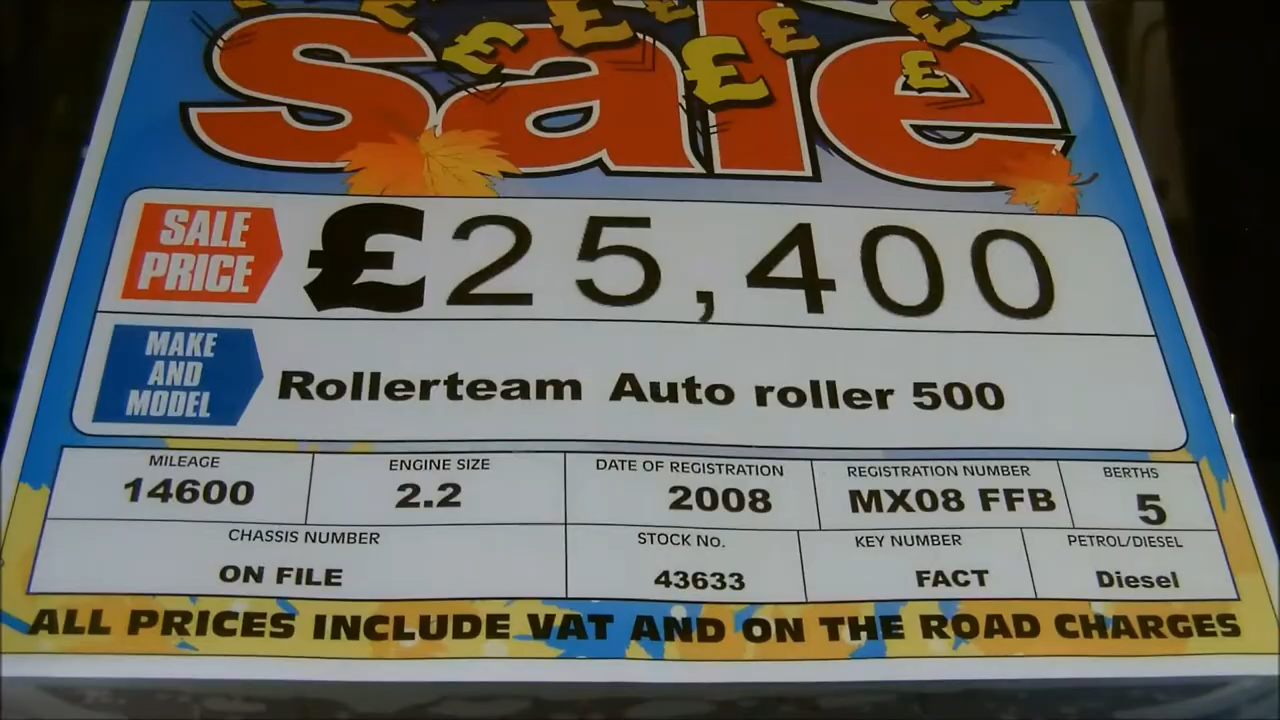 sale
SALE PRICE £25,400
MAKE AND MODEL Rollerteam Auto roller 500
MILEAGE ENGINE SIZE DATE OF REGISTRATION REGISTRATION NUMBER BERTHS
14600 2.2 2008 MX08 FFB 5
CHASSIS NUMBER STOCK No. KEY NUMBER PETROL/DIESEL
ON FILE 43633 FACT Diesel
ALL PRICES INCLUDE VAT AND ON THE ROAD CHARGES